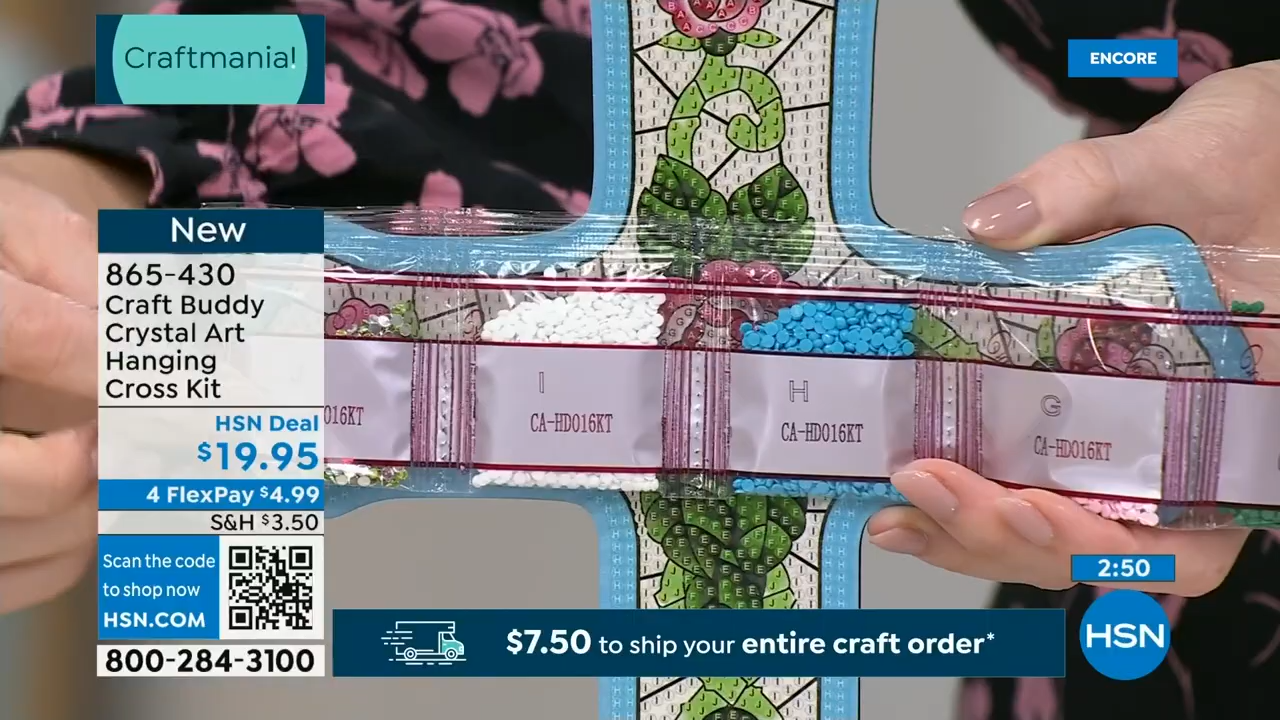 Craftmania!
ENCORE
New
865-430
Craft Buddy
Crystal Art
Hanging
Cross Kit
HSN Deal
$19.95
4 FlexPay $4.99
S&H $3.50
Scan the code
to shop now
HSN.COM
800-284-3100
016KT
I
CA-HD016KT
H
CA-HD016KT
G
CA-HD016KT
2:50
$7.50 to ship your entire craft order*
HSN